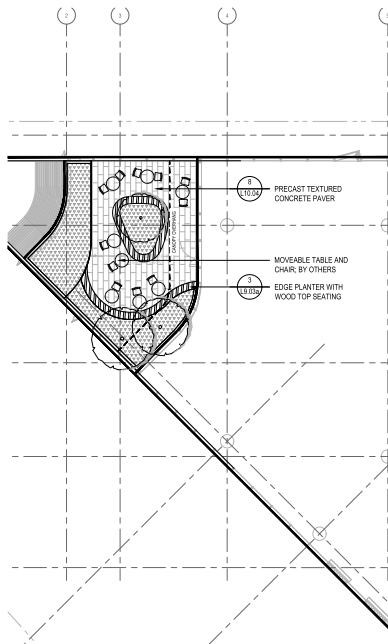 2
3
4
5
8
L10.04
PRECAST TEXTURED
CONCRETE PAVER
CANOPY OVERHANG
MOVEABLE TABLE AND
CHAIR; BY OTHERS
3
L9.03a
EDGE PLANTER WITH
WOOD TOP SEATING